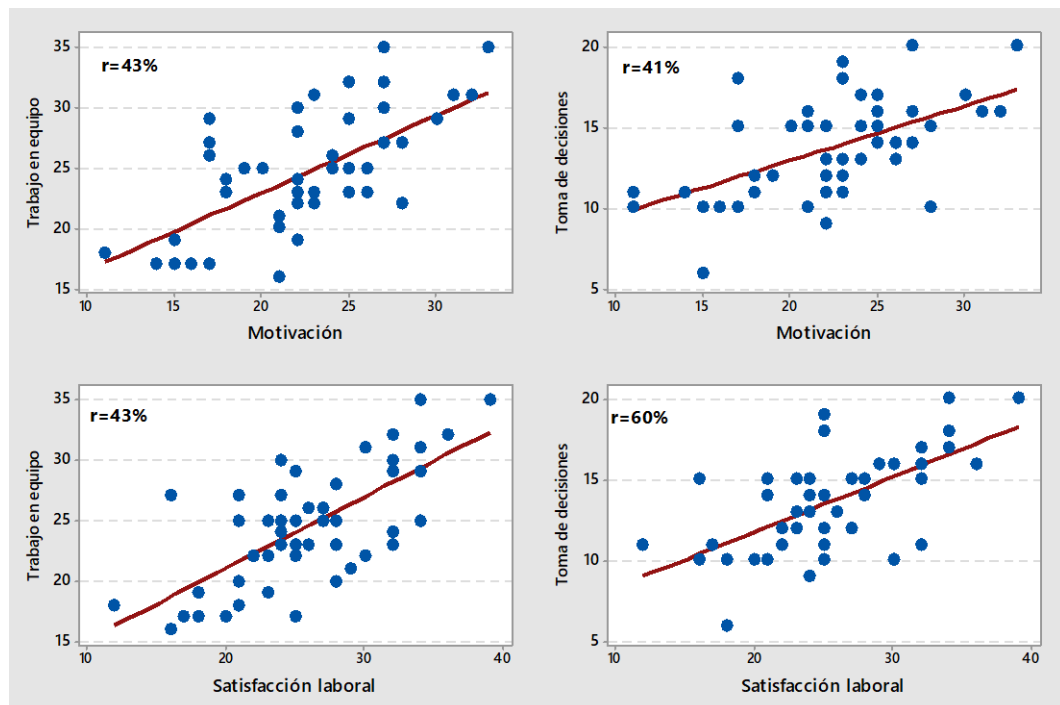 35
30
25
20
15
r=43%
Trabajo en equipo
10 15 20 25 30
Motivación
20
15
10
5
r=41%
Toma de decisiones
10 15 20 25 30
Motivación
35
30
25
20
15
r=43%
Trabajo en equipo
10 20 30 40
Satisfacción laboral
20
15
10
5
r=60%
Toma de decisiones
10 20 30 40
Satisfacción laboral